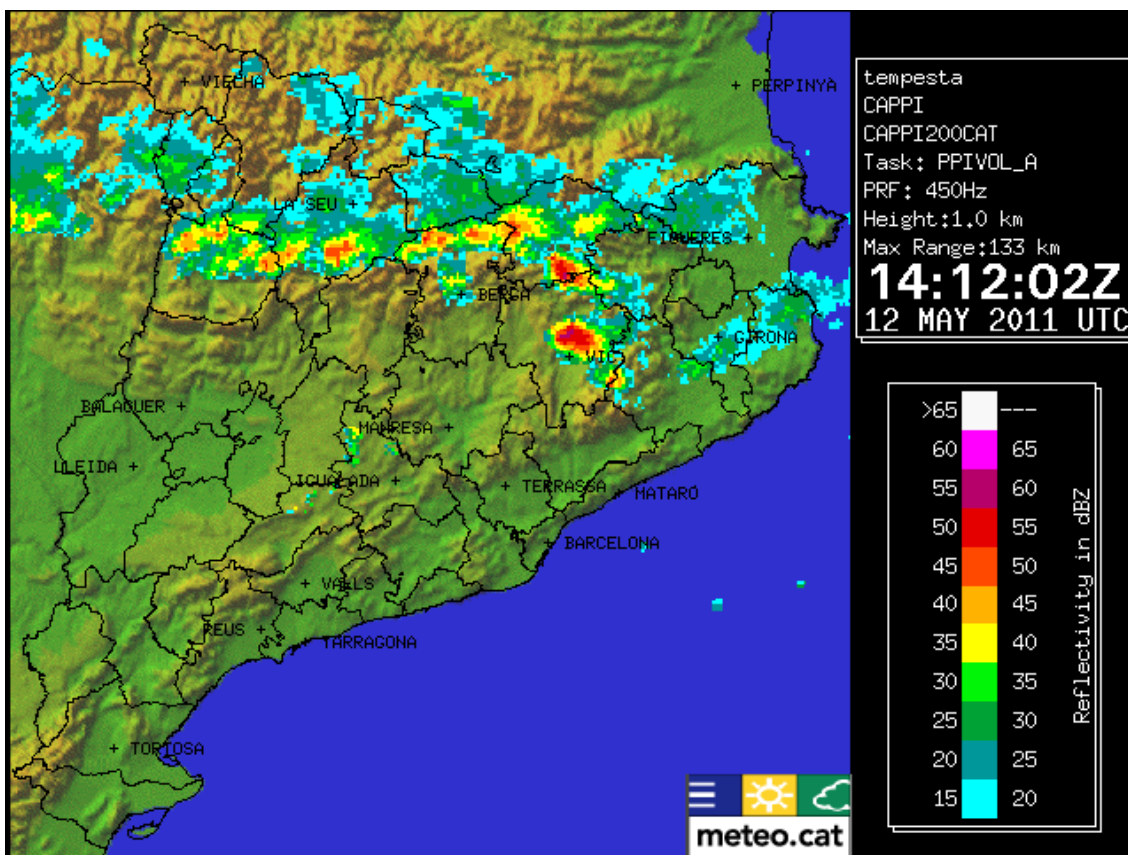 + VIELHA
+ PERPINYÀ
LA SEU +
FIGUERES +
+ BERGA
+ GIRONA
+ VIC
BALAGUER +
MANRESA +
LLEIDA +
IGUALADA +
+ TERRASSA
+ MATARÓ
+ BARCELONA
+ VALLS
REUS +
TARRAGONA
+ TORTOSA
meteo.cat
tempesta
CAPPI
CAPPI200CAT
Task: PPIVOL_A
PRF: 450Hz
Height:1.0 km
Max Range:133 km
14:12:02Z
12 MAY 2011 UTC
>65 ---
60 65
55 60
50 55
45 50
40 45
35 40
30 35
25 30
20 25
15 20
Reflectivity in dBZ